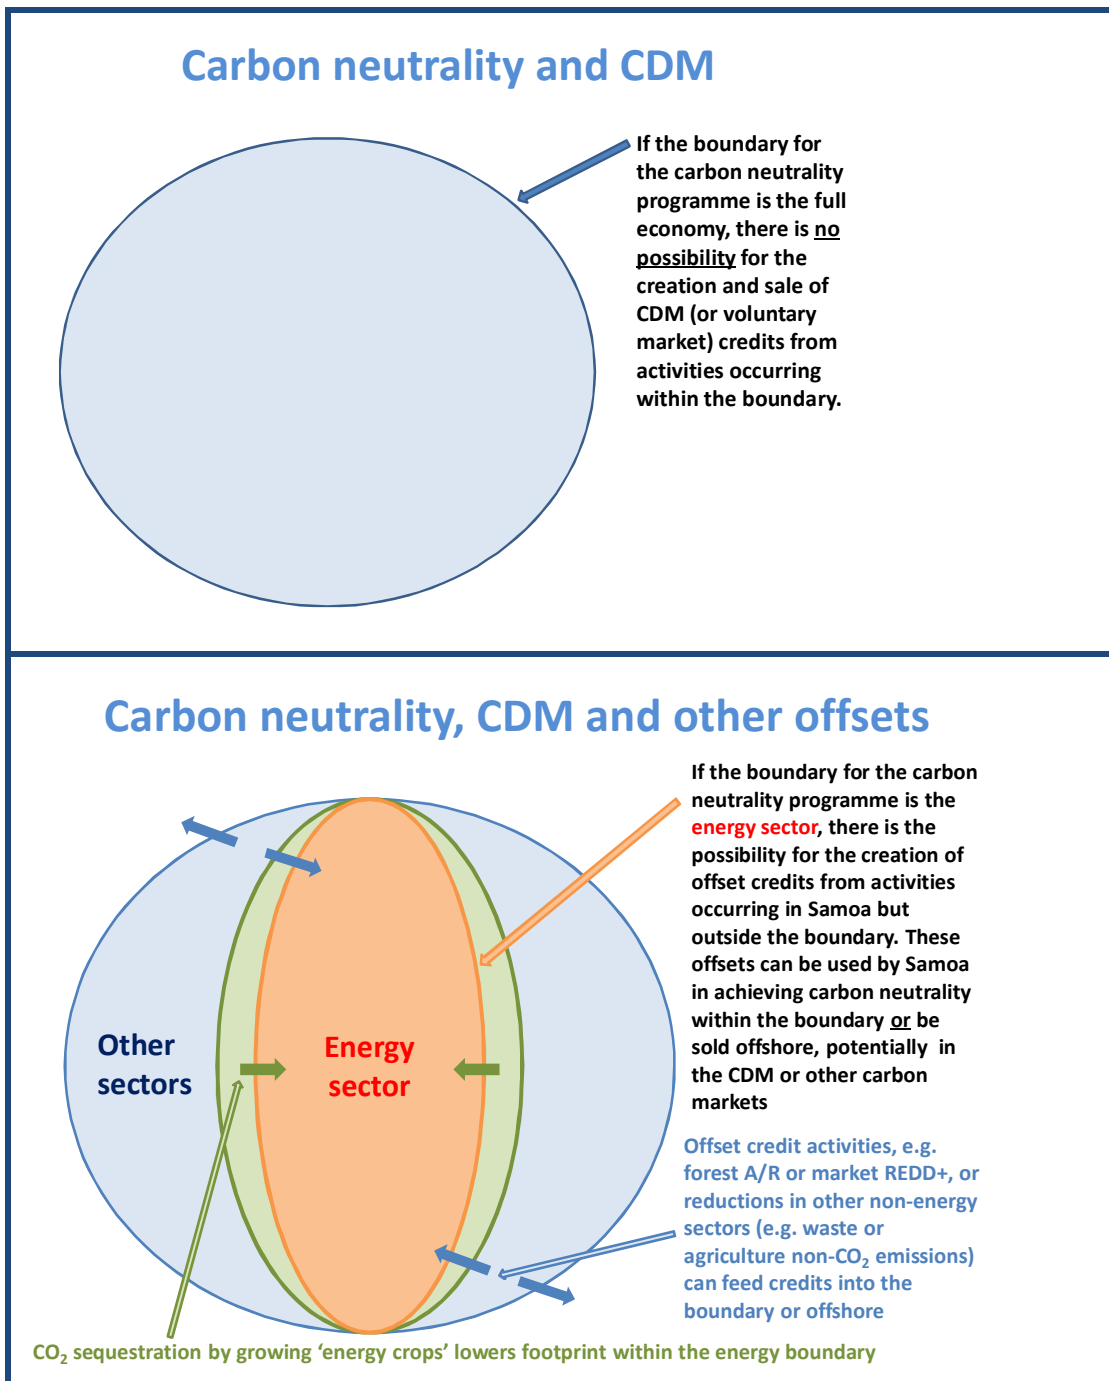 Carbon neutrality and CDM
If the boundary for
the carbon neutrality
programme is the full
economy, there is no
possibility for the
creation and sale of
CDM (or voluntary
market) credits from
activities occurring
within the boundary.
Carbon neutrality, CDM and other offsets
If the boundary for the carbon
neutrality programme is the
energy sector, there is the
possibility for the creation of
offset credits from activities
occurring in Samoa but
outside the boundary. These
offsets can be used by Samoa
in achieving carbon neutrality
within the boundary or be
sold offshore, potentially in
the CDM or other carbon
markets
Other
sectors
Energy
sector
Offset credit activities, e.g.
forest A/R or market REDD+, or
reductions in other non-energy
sectors (e.g. waste or
agriculture non-CO₂ emissions)
can feed credits into the
boundary or offshore
CO₂ sequestration by growing ‘energy crops’ lowers footprint within the energy boundary